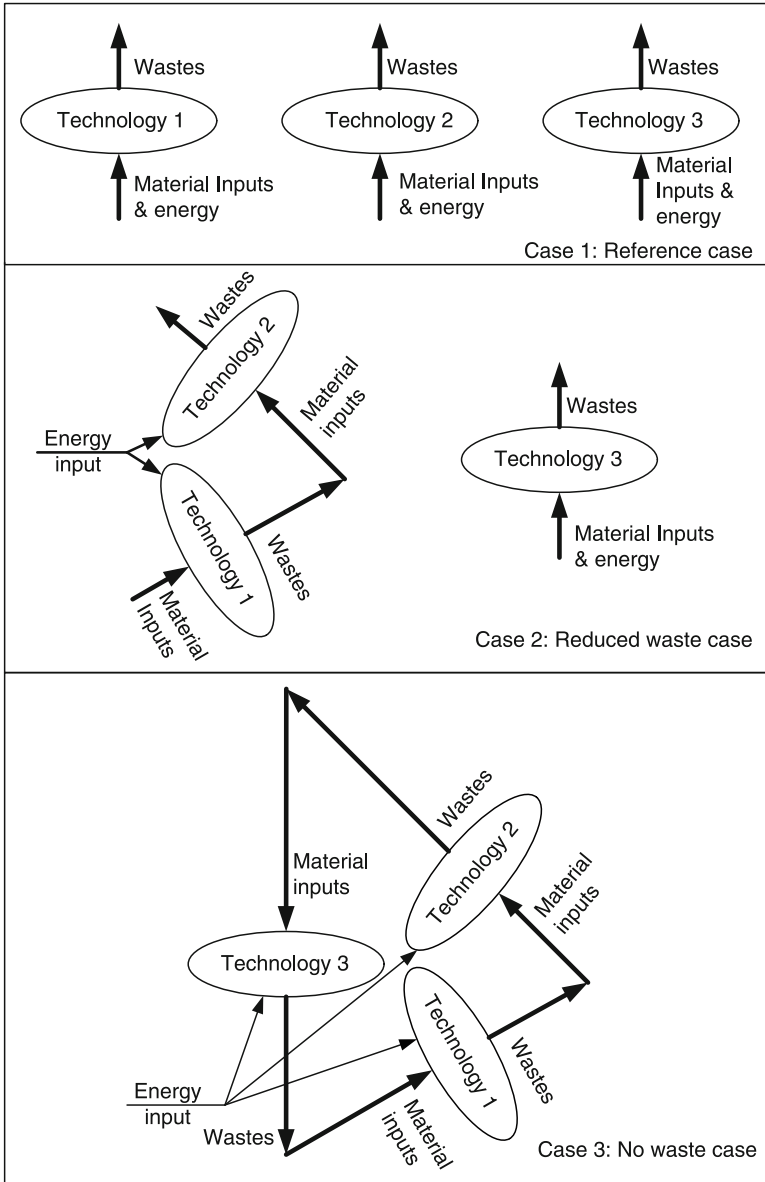 Wastes
Wastes
Wastes
Technology 1
Technology 2
Technology 3
Material Inputs
& energy
Material Inputs
& energy
Material
Inputs &
energy
Case 1: Reference case
Wastes
Technology 2
Material
inputs
Energy
input
Technology 1
Wastes
Material
Inputs
Wastes
Technology 3
Material Inputs
& energy
Case 2: Reduced waste case
Wastes
Technology 2
Material
inputs
Material
inputs
Technology 3
Technology 1
Wastes
Energy
input
Wastes
Material
inputs
Case 3: No waste case